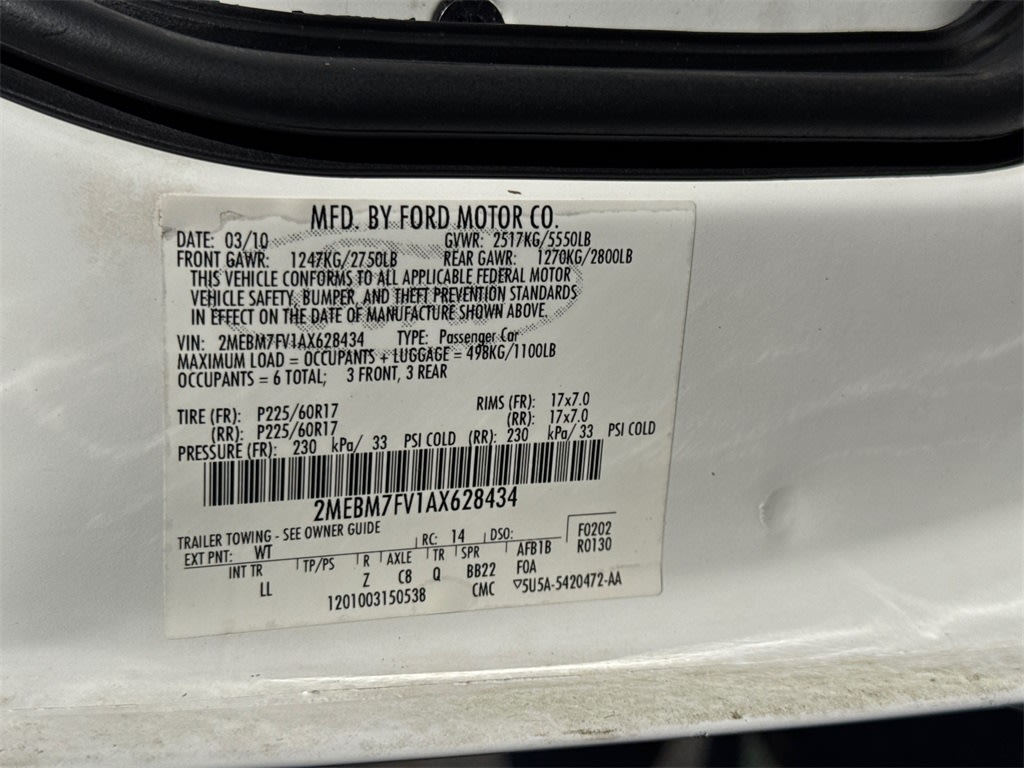 MFD. BY FORD MOTOR CO.
DATE: 03/10 GVWR: 2517KG/5550LB
FRONT GAWR: 1247KG/2750LB REAR GAWR: 1270KG/2800LB
THIS VEHICLE CONFORMS TO ALL APPLICABLE FEDERAL MOTOR
VEHICLE SAFETY, BUMPER, AND THEFT PREVENTION STANDARDS
IN EFFECT ON THE DATE OF MANUFACTURE SHOWN ABOVE.
VIN: 2MEBM7FV1AX628434 TYPE: Passenger Car
MAXIMUM LOAD = OCCUPANTS + LUGGAGE = 498KG/1100LB
OCCUPANTS = 6 TOTAL; 3 FRONT, 3 REAR
TIRE (FR): P225/60R17 RIMS (FR): 17x7.0
(RR): P225/60R17 (RR): 17x7.0
PRESSURE (FR): 230 kPa/ 33 PSI COLD (RR): 230 kPa/ 33 PSI COLD
2MEBM7FV1AX628434
TRAILER TOWING - SEE OWNER GUIDE
EXT PNT: WT RC: 14 DSO: F0202
INT TR TP/PS R AXLE TR SPR AFB1B R0130
LL Z C8 Q BB22 F0A
1201003150538 CMC 5U5A-5420472-AA